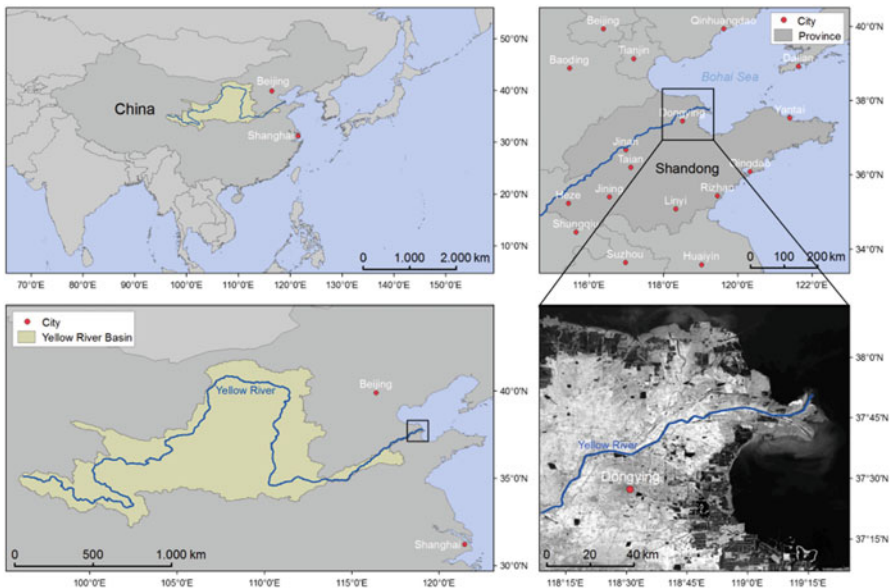 China
Beijing
Shanghai
0 1.000 2.000 km
50°0'N
40°0'N
30°0'N
20°0'N
10°0'N
70°0'E 80°0'E 90°0'E 100°0'E 110°0'E 120°0'E 130°0'E 140°0'E 150°0'E
City
Province
Beijing
Qinhuangdao
Tianjin
Baoding
Dalian
Bohai Sea
Dongying
Yantai
Jinan
Taian
Shandong
Qingdao
Heze
Jining
Rizhao
Linyi
Shungqiu
Suzhou
Huaiyin
0 100 200 km
40°0'N
38°0'N
36°0'N
34°0'N
116°0'E 118°0'E 120°0'E 122°0'E
City
Yellow River Basin
Yellow River
Beijing
Shanghai
0 500 1.000 km
40°0'N
35°0'N
30°0'N
100°0'E 105°0'E 110°0'E 115°0'E 120°0'E
Yellow River
Dongying
0 20 40 km
38°0'N
37°45'N
37°30'N
37°15'N
118°15'E 118°30'E 118°45'E 119°0'E 119°15'E